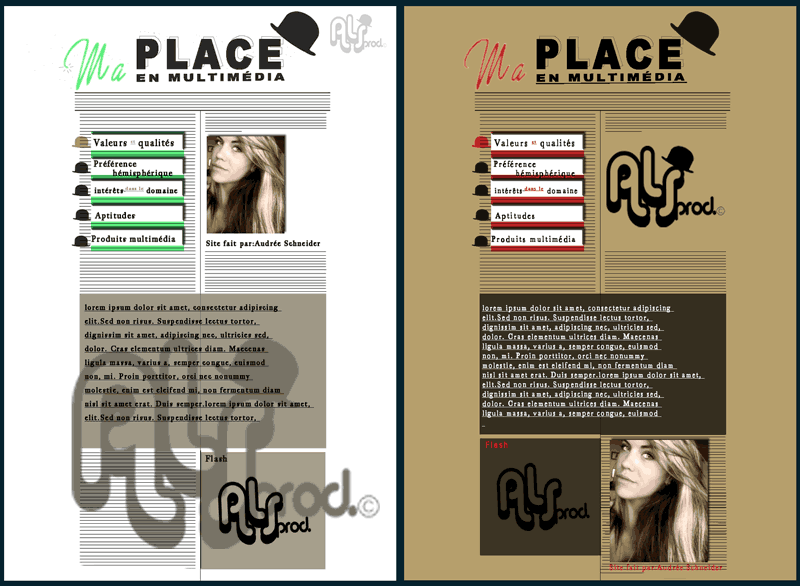 Ma PLACE
EN MULTIMÉDIA
ALS prod.
Valeurs et qualités
Préférence
hémisphérique
intérêts dans le domaine
Aptitudes
Produits multimédia
Site fait par:Audrée Schneider
lorem ipsum dolor sit amet, consectetur adipiscing
elit.Sed non risus. Suspendisse lectus tortor,
dignissim sit amet, adipiscing nec, ultricies sed,
dolor. Cras elementum ultrices diam. Maecenas
ligula massa, varius a, semper congue, euismod
non, mi. Proin porttitor, orci nec nonummy
molestie, enim est eleifend mi, non fermentum diam
nisl sit amet erat. Duis semper.lorem ipsum dolor sit amet,
elit.Sed non risus. Suspendisse lectus tortor,
prod.©
Flash
ALS prod.
Ma PLACE
EN MULTIMÉDIA
Valeurs et qualités
Préférence
hémisphérique
intérêts dans le domaine
Aptitudes
Produits multimédia
ALS prod.©
lorem ipsum dolor sit amet, consectetur adipiscing
elit.Sed non risus. Suspendisse lectus tortor,
dignissim sit amet, adipiscing nec, ultricies sed,
dolor. Cras elementum ultrices diam. Maecenas
ligula massa, varius a, semper congue, euismod
non, mi. Proin porttitor, orci nec nonummy
molestie, enim est eleifend mi, non fermentum diam
nisl sit amet erat. Duis semper.lorem ipsum dolor sit amet,
elit.Sed non risus. Suspendisse lectus tortor,
dignissim sit amet, adipiscing nec, ultricies sed,
dolor. Cras elementum ultrices diam. Maecenas
ligula massa, varius a, semper congue, euismod
Flash
ALS prod.
Site fait par:Audrée Schneider